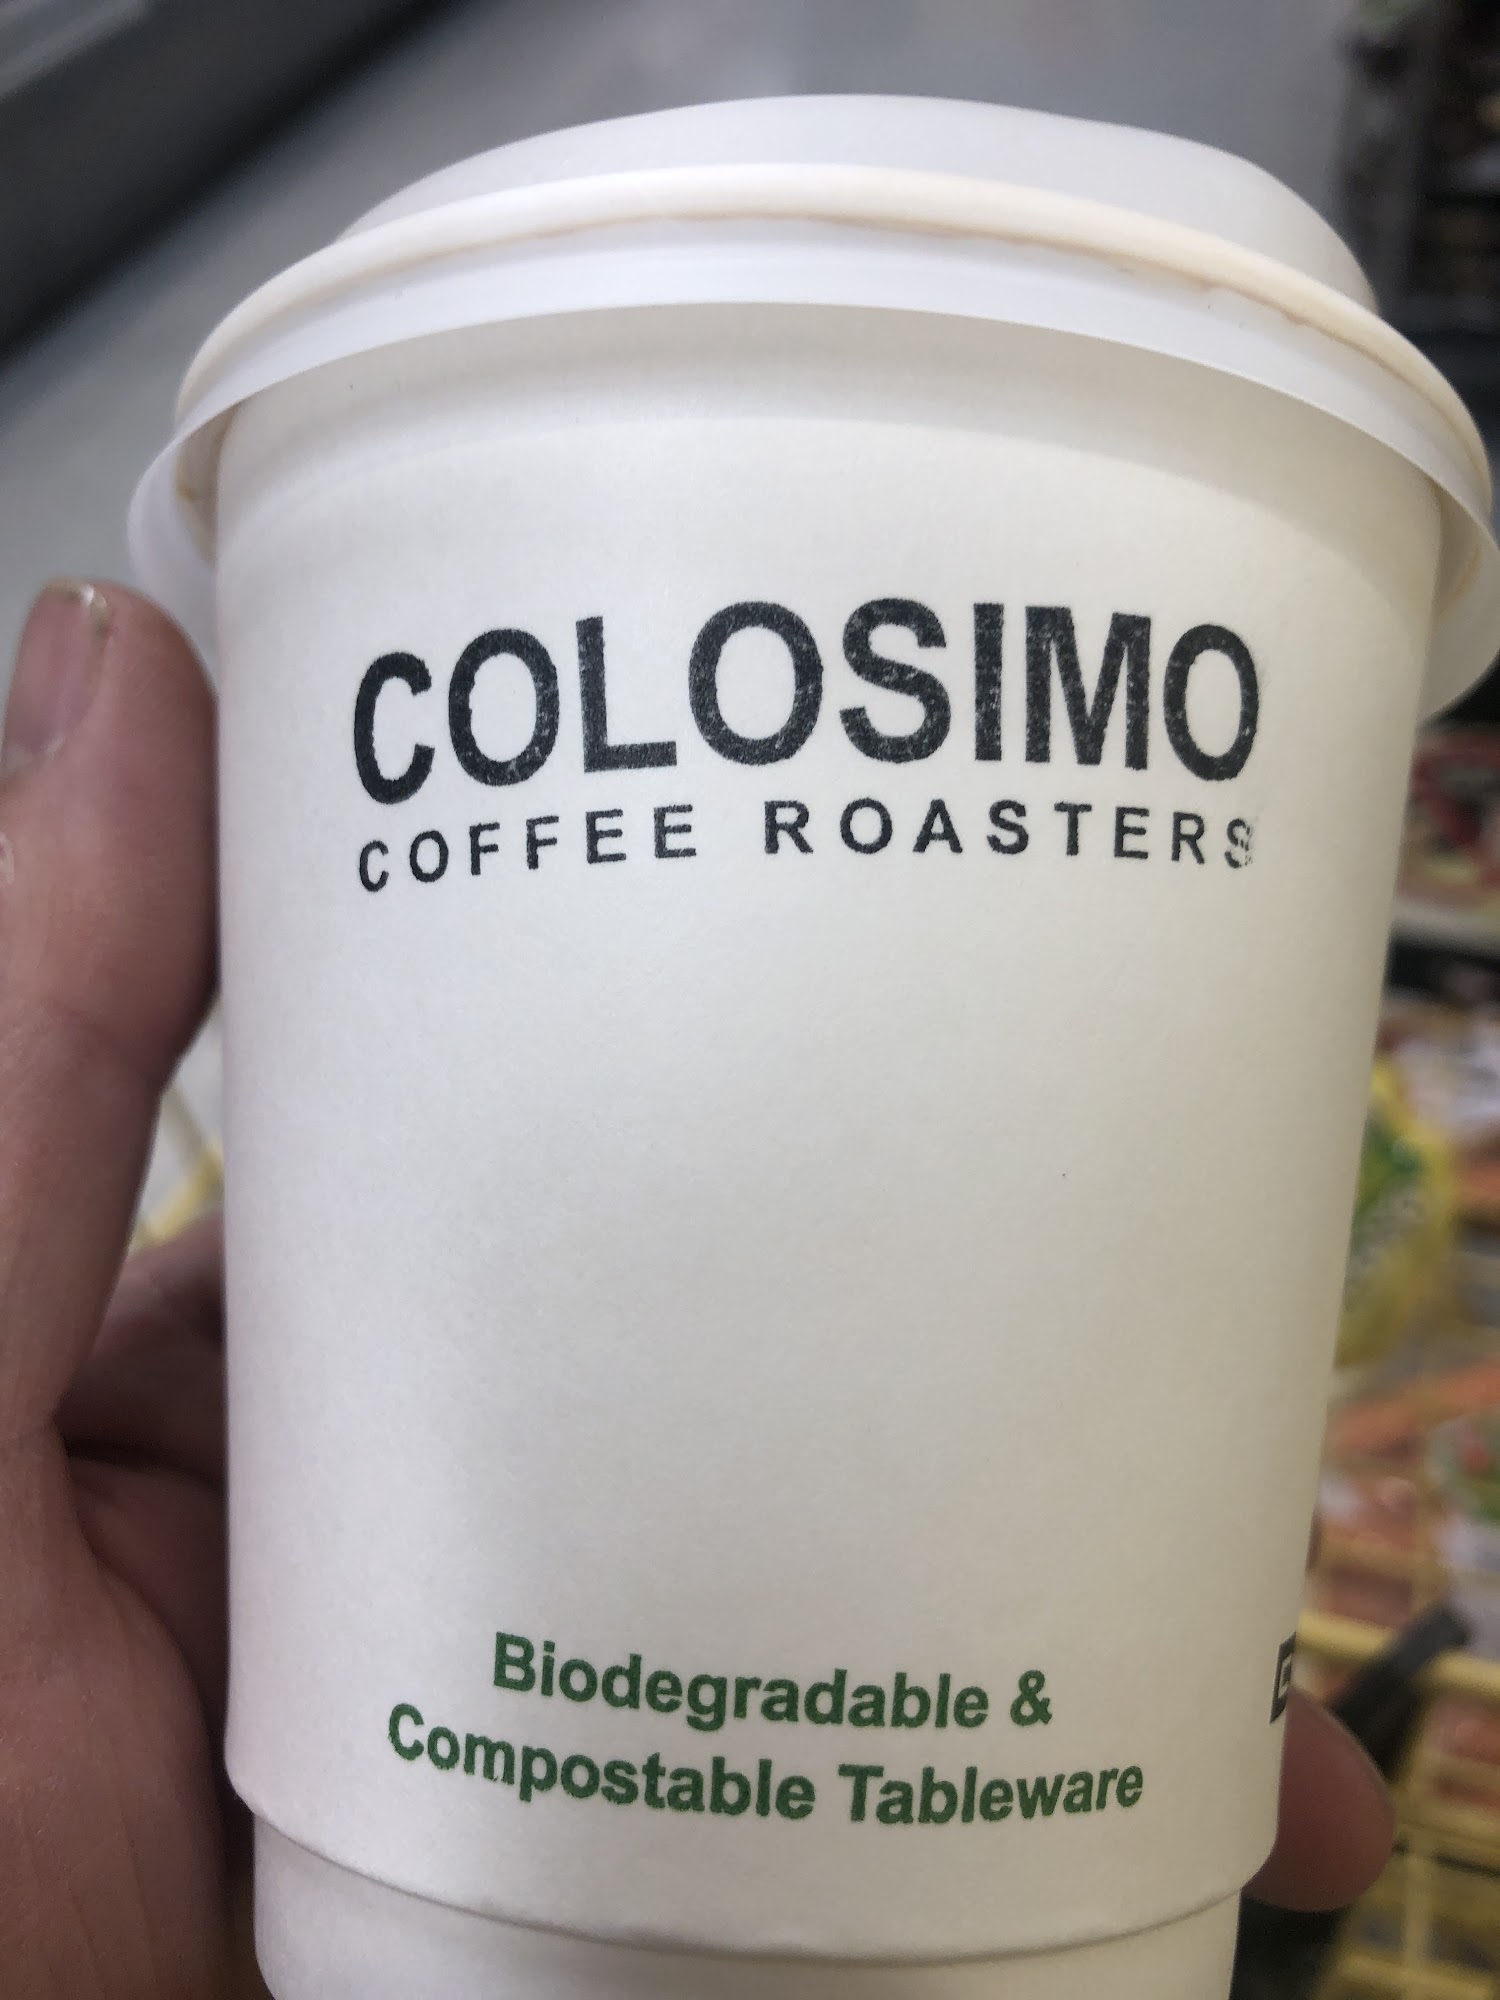 COLOSIMO
COFFEE ROASTERS
Biodegradable &
Compostable Tableware